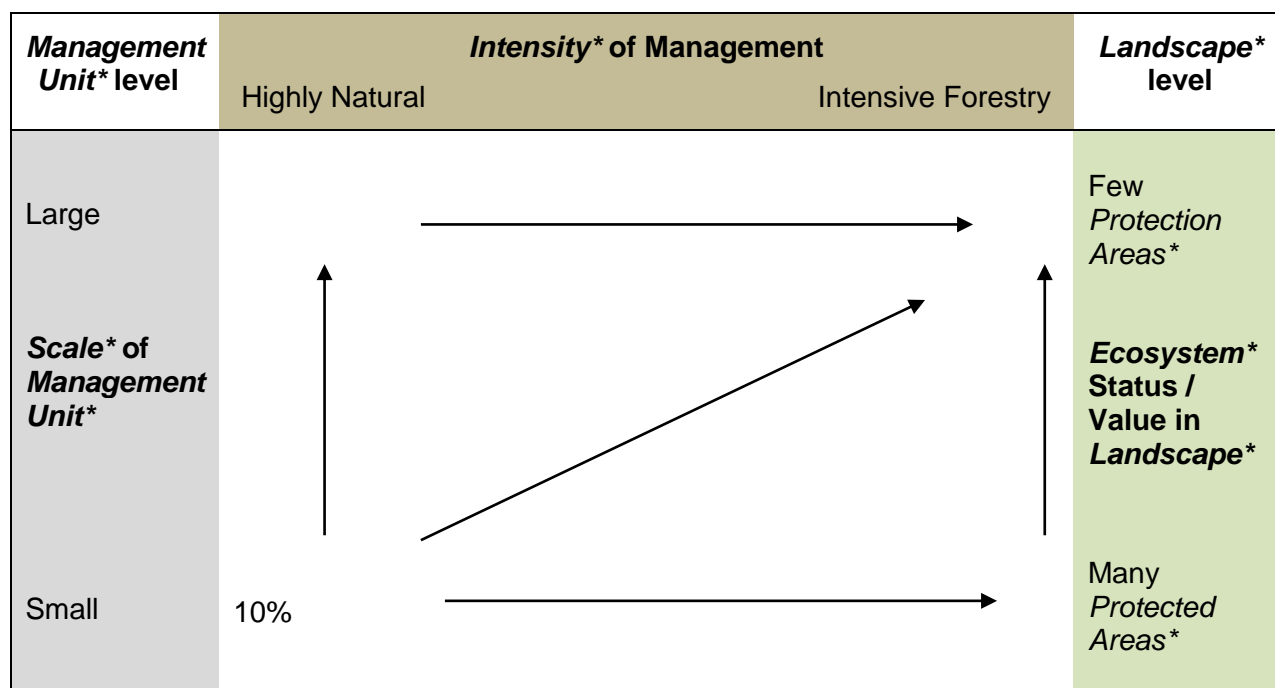 Management
Unit* level
Intensity* of Management
Highly Natural Intensive Forestry
Landscape*
level
Large
Few
Protection
Areas*
Scale* of
Management
Unit*
Ecosystem*
Status /
Value in
Landscape*
Small
10%
Many
Protected
Areas*